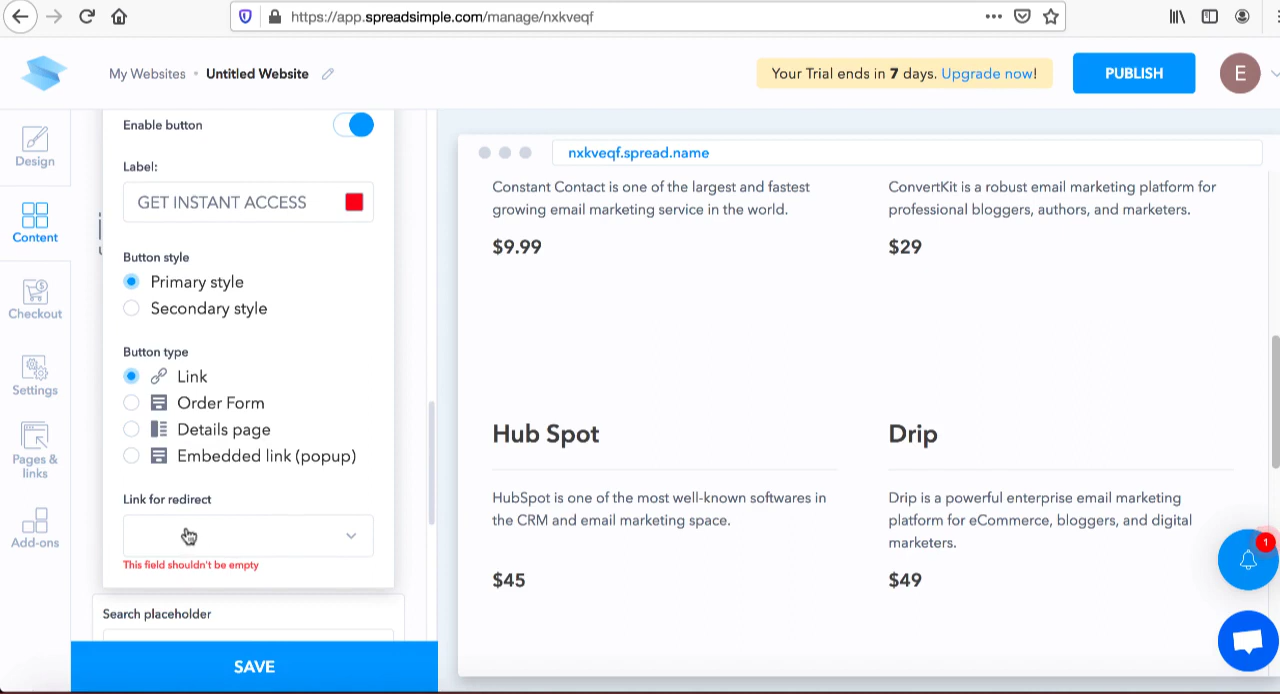 https://app.spreadsimple.com/manage/nxkveqf
My Websites • Untitled Website
Your Trial ends in 7 days. Upgrade now!
PUBLISH
E
Design
Content
Checkout
Settings
Pages &
links
Add-ons
Enable button
Label:
GET INSTANT ACCESS
Button style
Primary style
Secondary style
Button type
Link
Order Form
Details page
Embedded link (popup)
Link for redirect
This field shouldn't be empty
Search placeholder
SAVE
nxkveqf.spread.name
Constant Contact is one of the largest and fastest
growing email marketing service in the world.
$9.99
ConvertKit is a robust email marketing platform for
professional bloggers, authors, and marketers.
$29
Hub Spot
HubSpot is one of the most well-known softwares in
the CRM and email marketing space.
$45
Drip
Drip is a powerful enterprise email marketing
platform for eCommerce, bloggers, and digital
marketers.
$49
1